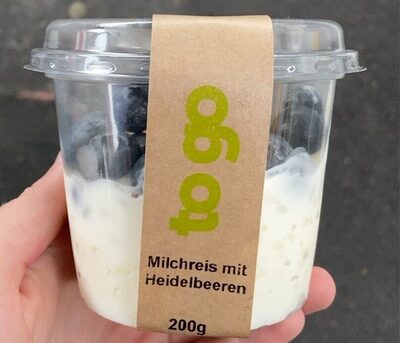 to go
Milchreis mit
Heidelbeeren
200g